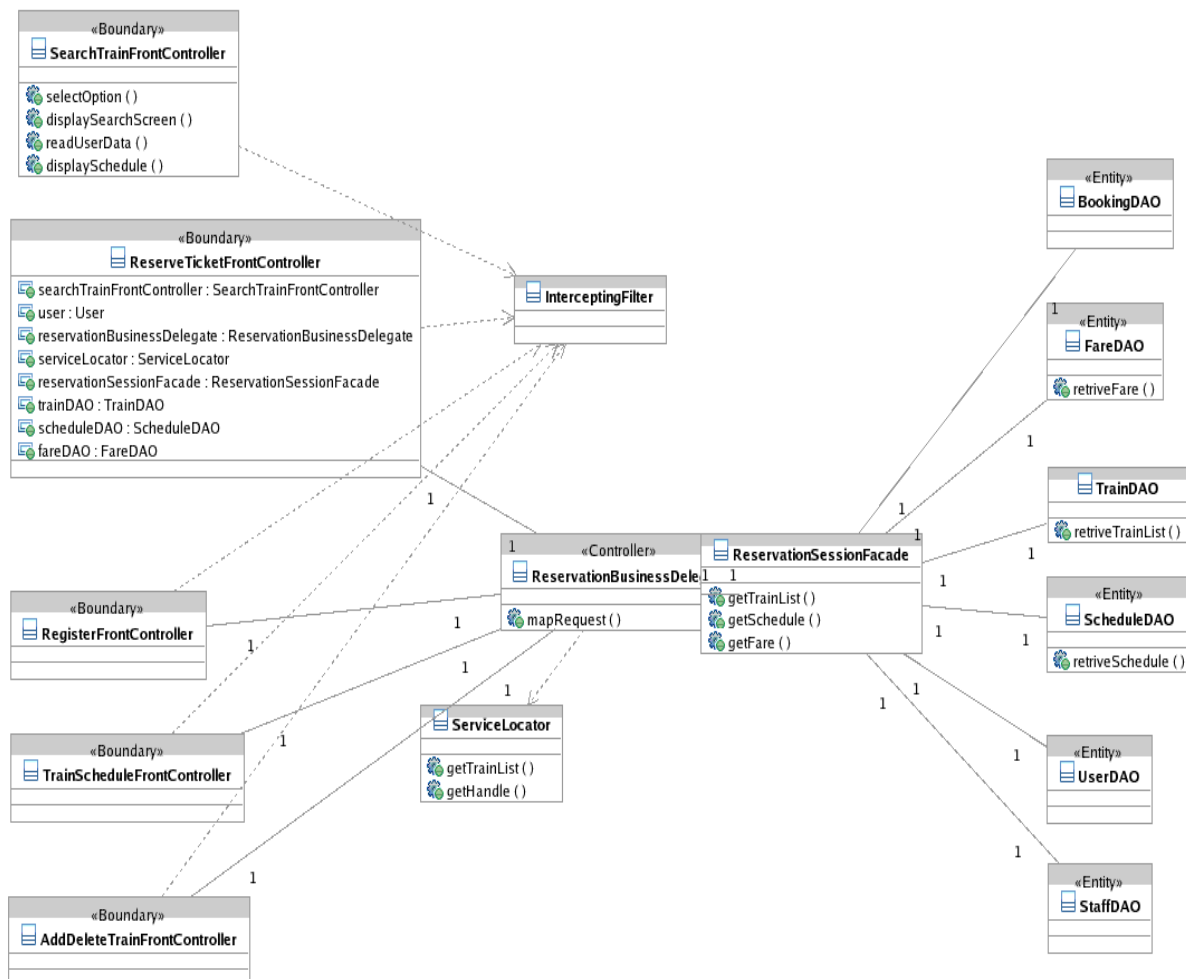 «Boundary»
SearchTrainFrontController
selectOption ( )
displaySearchScreen ( )
readUserData ( )
displaySchedule ( )
«Boundary»
ReserveTicketFrontController
searchTrainFrontController : SearchTrainFrontController
user : User
reservationBusinessDelegate : ReservationBusinessDelegate
serviceLocator : ServiceLocator
reservationSessionFacade : ReservationSessionFacade
trainDAO : TrainDAO
scheduleDAO : ScheduleDAO
fareDAO : FareDAO
InterceptingFilter
«Entity»
BookingDAO
1
«Entity»
FareDAO
retriveFare ( )
1
TrainDAO
retriveTrainList ( )
1
«Entity»
ScheduleDAO
retriveSchedule ( )
1
1
1
1
«Controller»
ReservationBusinessDele
mapRequest ( )
1
1
ReservationSessionFacade
getTrainList ( )
getSchedule ( )
getFare ( )
1
1
1
1
1
1
«Boundary»
RegisterFrontController
1
1
1
1
ServiceLocator
getTrainList ( )
getHandle ( )
«Boundary»
TrainScheduleFrontController
1
1
«Entity»
UserDAO
1
1
«Entity»
StaffDAO
«Boundary»
AddDeleteTrainFrontController